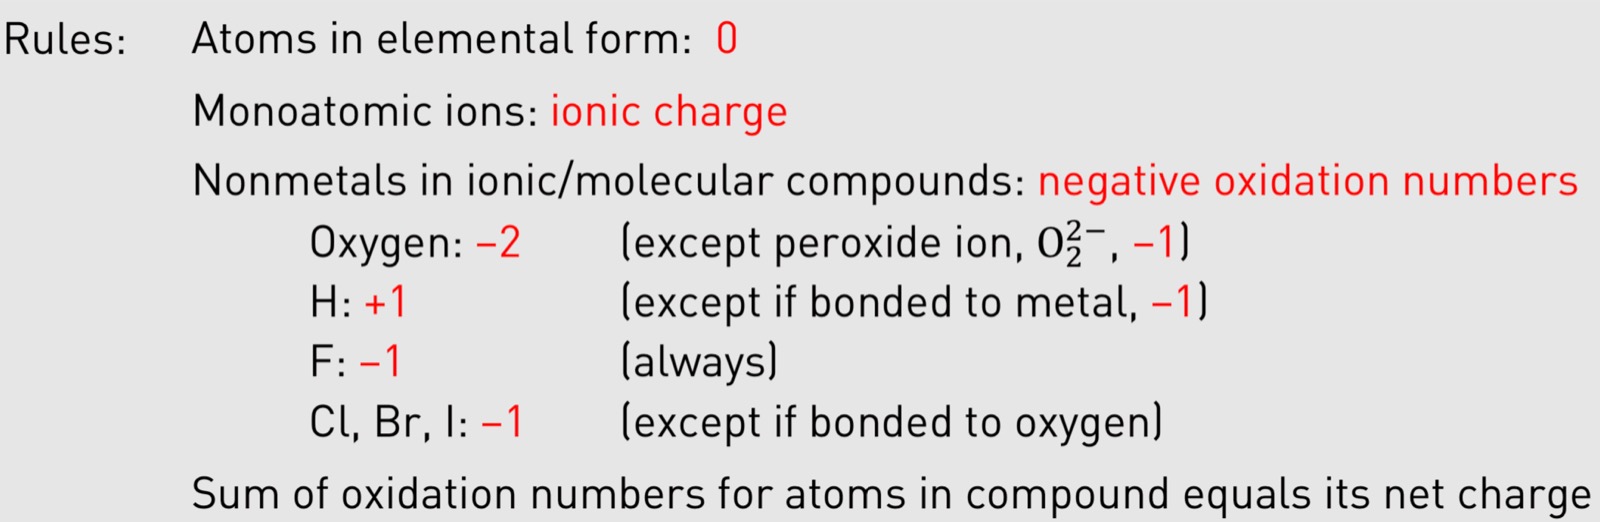 Rules: Atoms in elemental form: 0
Monoatomic ions: ionic charge
Nonmetals in ionic/molecular compounds: negative oxidation numbers
Oxygen: −2 (except peroxide ion, O₂²⁻, −1)
H: +1 (except if bonded to metal, −1)
F: −1 (always)
Cl, Br, I: −1 (except if bonded to oxygen)
Sum of oxidation numbers for atoms in compound equals its net charge